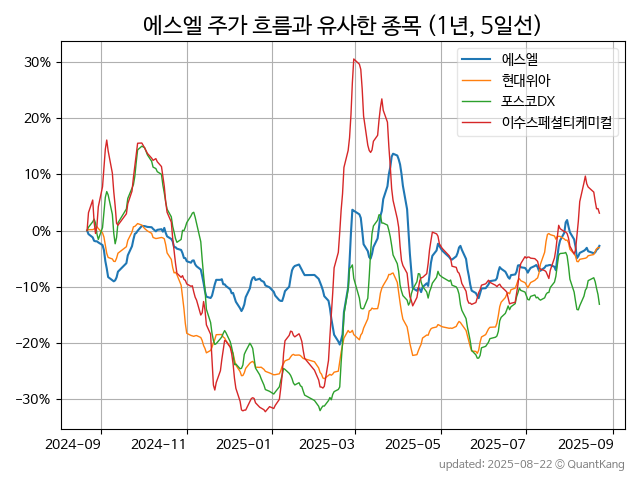 에스엘 주가 흐름과 유사한 종목 (1년, 5일선)
에스엘
현대위아
포스코DX
이수스페셜티케미컬
30%
20%
10%
0%
−10%
−20%
−30%
2024-09 2024-11 2025-01 2025-03 2025-05 2025-07 2025-09
updated: 2025-08-22 © QuantKang